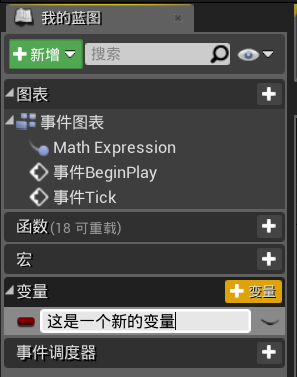 我的蓝图
新增 搜索
图表
事件图表
Math Expression
事件BeginPlay
事件Tick
函数 (18 可重载)
宏
变量 变量
这是一个新的变量
事件调度器